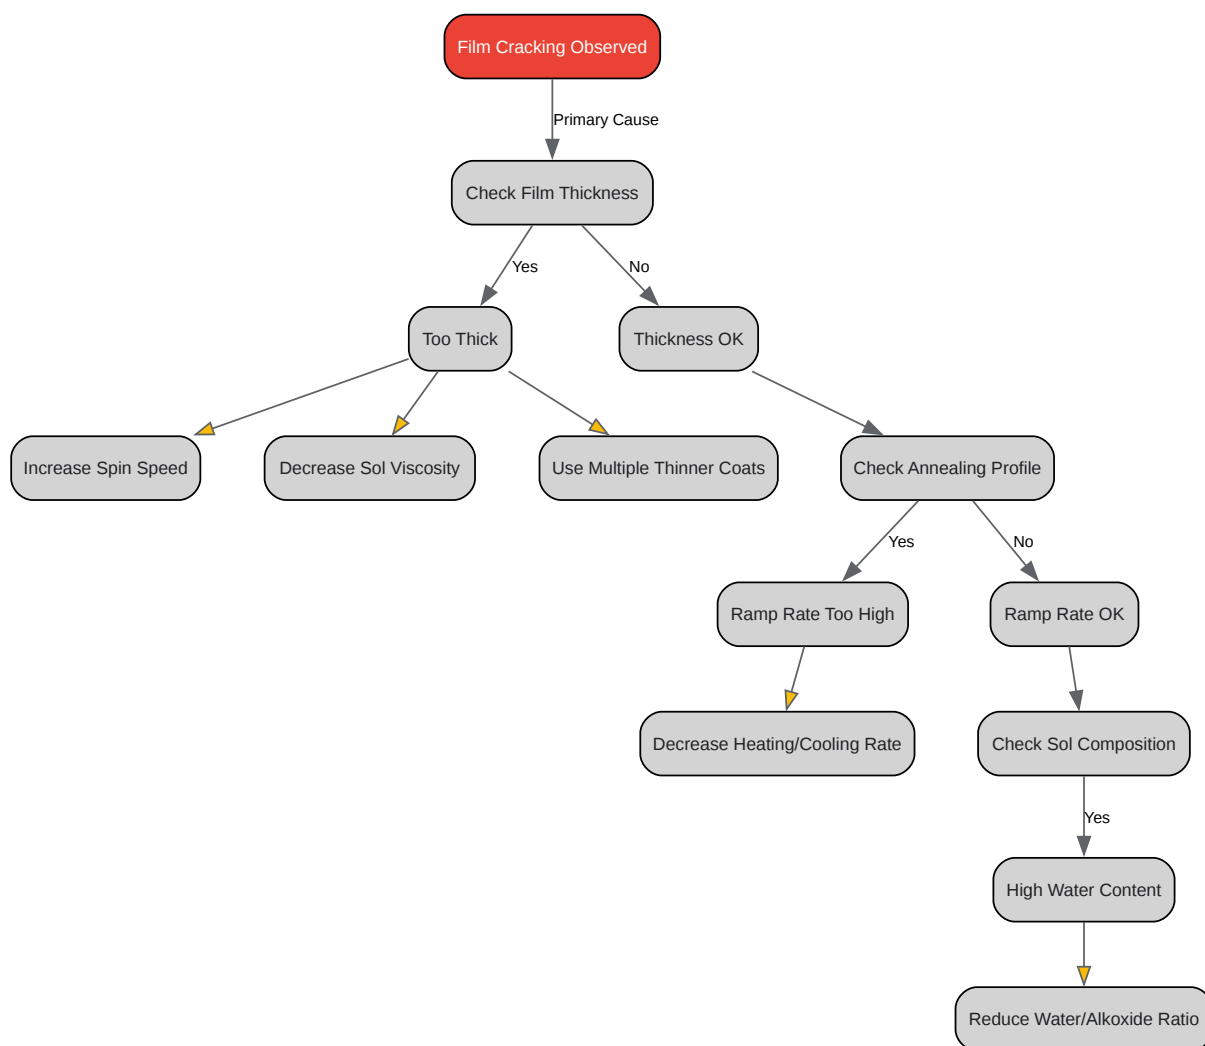 Film Cracking Observed
Primary Cause
Check Film Thickness
Yes
No
Too Thick
Thickness OK
Increase Spin Speed
Decrease Sol Viscosity
Use Multiple Thinner Coats
Check Annealing Profile
Yes
No
Ramp Rate Too High
Ramp Rate OK
Decrease Heating/Cooling Rate
Check Sol Composition
Yes
High Water Content
Reduce Water/Alkoxide Ratio